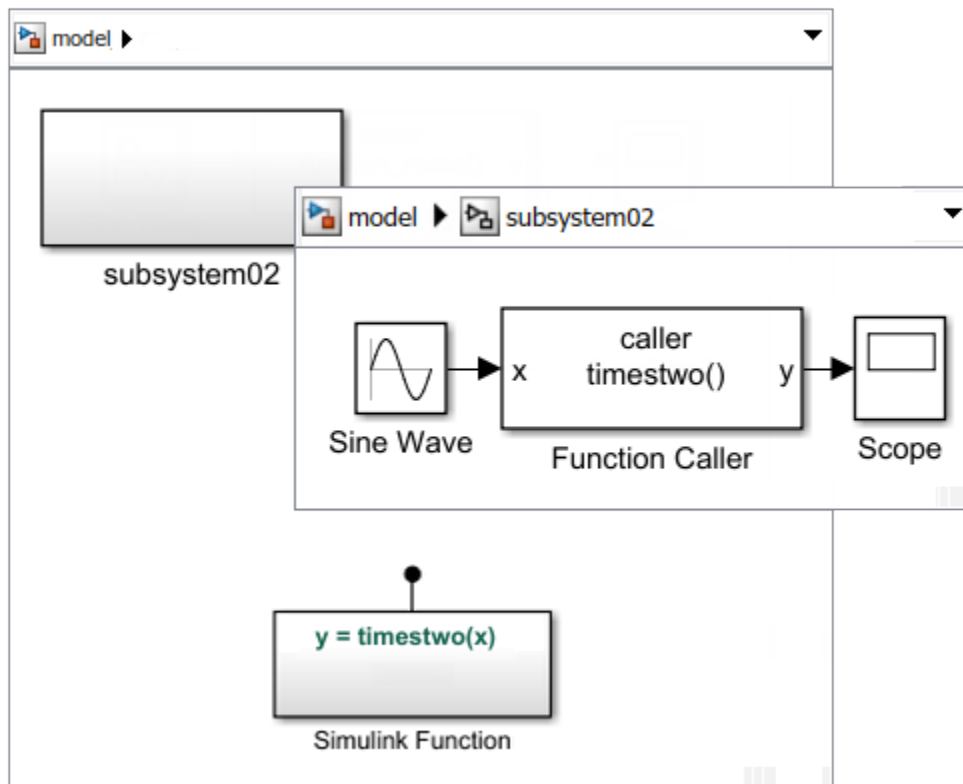 model
subsystem02
model subsystem02
caller
x timestwo() y
Sine Wave
Function Caller
Scope
y = timestwo(x)
Simulink Function